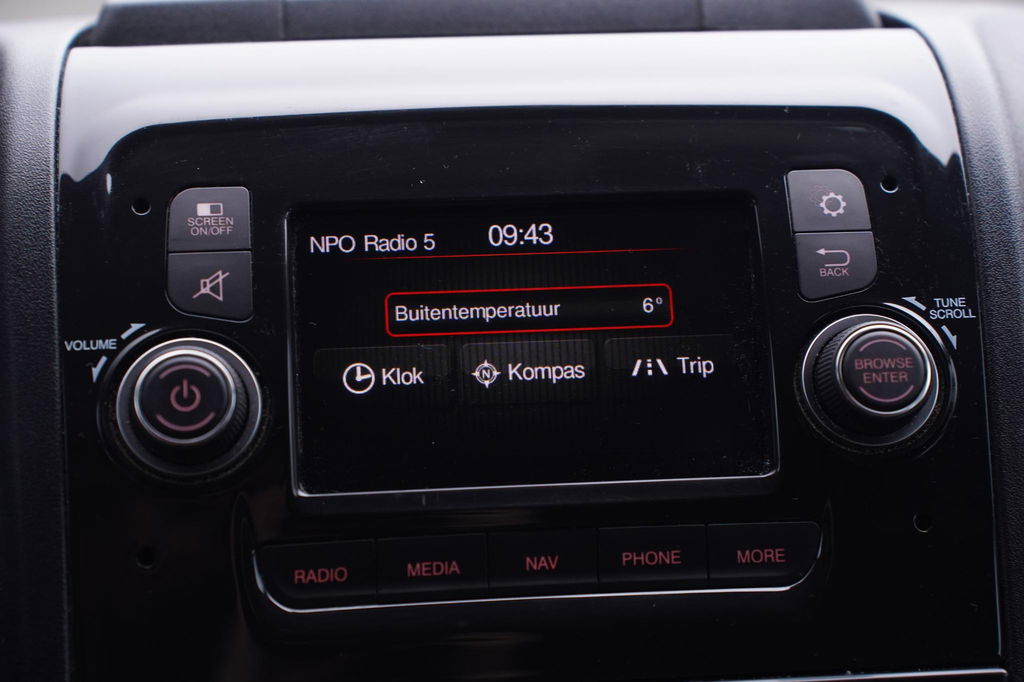 SCREEN
ON/OFF
VOLUME
NPO Radio 5 09:43
Buitentemperatuur 6°
Klok N Kompas Trip
BACK
TUNE
SCROLL
BROWSE
ENTER
RADIO MEDIA NAV PHONE MORE